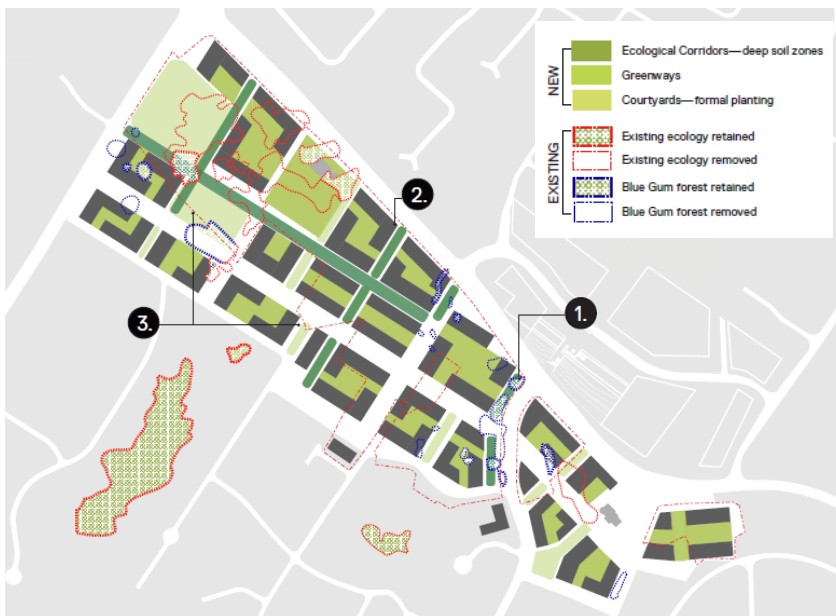 NEW
Ecological Corridors—deep soil zones
Greenways
Courtyards—formal planting
EXISTING
Existing ecology retained
Existing ecology removed
Blue Gum forest retained
Blue Gum forest removed
2.
1.
3.